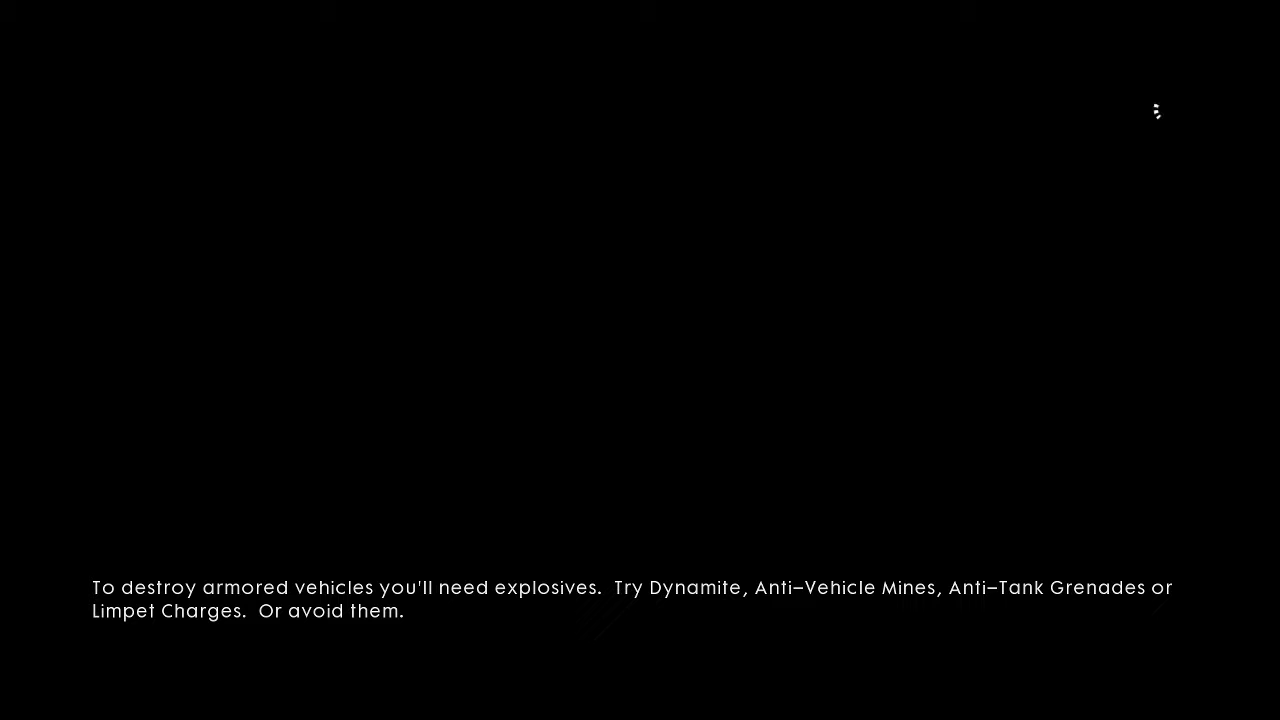 To destroy armored vehicles you'll need explosives.  Try Dynamite, Anti–Vehicle Mines, Anti–Tank Grenades or
Limpet Charges.  Or avoid them.